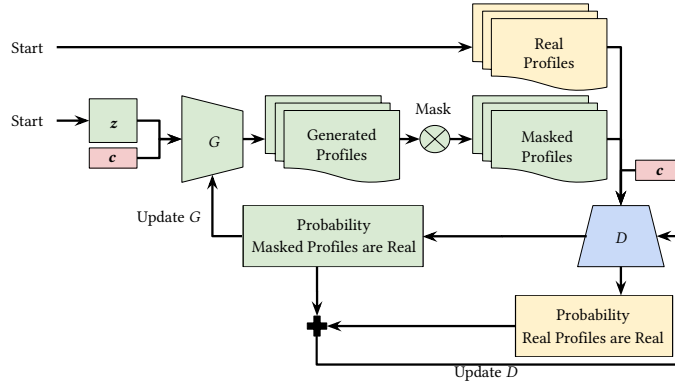 Start
Real
Profiles
Start
z
c
G
Generated
Profiles
Mask
Masked
Profiles
c
Update G
Probability
Masked Profiles are Real
D
Probability
Real Profiles are Real
Update D